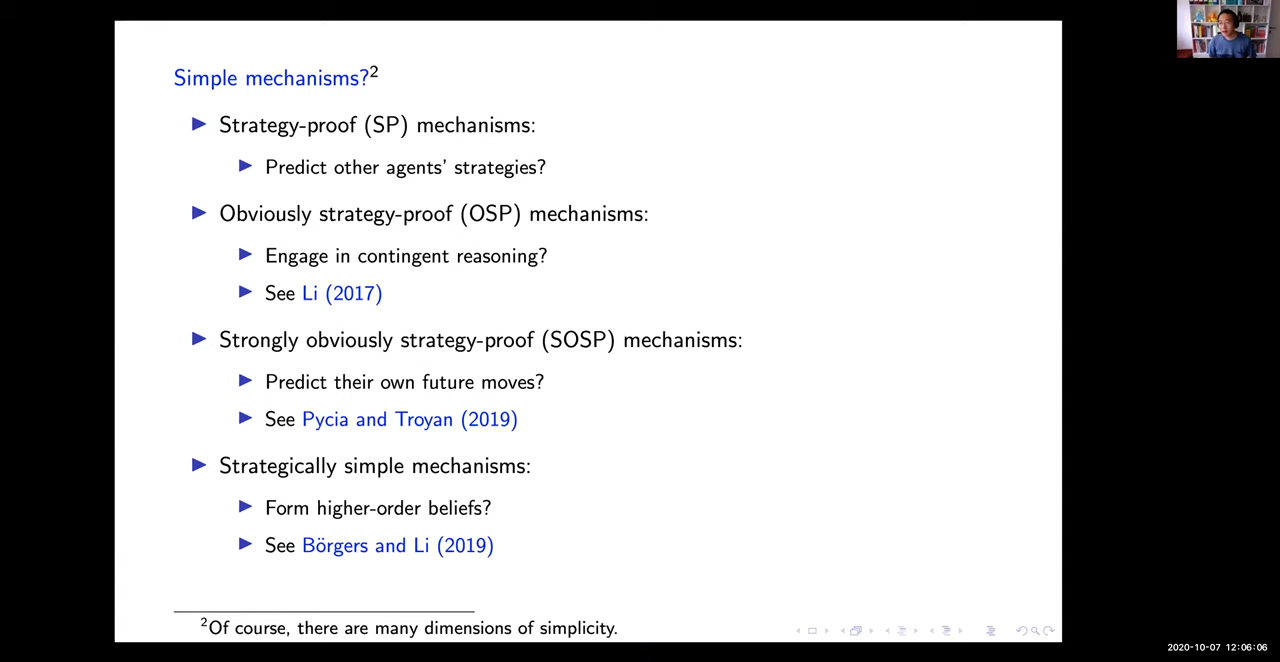 Simple mechanisms?²
Strategy-proof (SP) mechanisms:
Predict other agents' strategies?
Obviously strategy-proof (OSP) mechanisms:
Engage in contingent reasoning?
See Li (2017)
Strongly obviously strategy-proof (SOSP) mechanisms:
Predict their own future moves?
See Pycia and Troyan (2019)
Strategically simple mechanisms:
Form higher-order beliefs?
See Börgers and Li (2019)
²Of course, there are many dimensions of simplicity.
2020-10-07 12:06:06